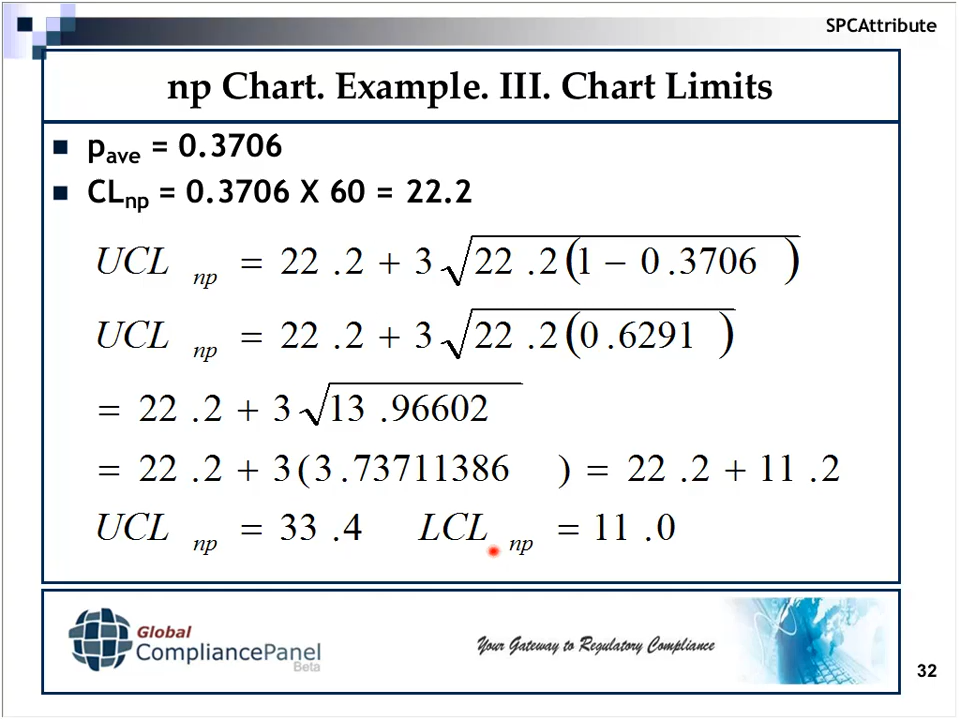 SPCAttribute
np Chart. Example. III. Chart Limits
p_ave = 0.3706
CL_np = 0.3706 X 60 = 22.2
UCL_np = 22.2 + 3√22.2(1 − 0.3706)
UCL_np = 22.2 + 3√22.2(0.6291)
= 22.2 + 3√13.96602
= 22.2 + 3(3.73711386) = 22.2 + 11.2
UCL_np = 33.4 LCL_np = 11.0
Global
CompliancePanel
Beta
Your Gateway to Regulatory Compliance
32